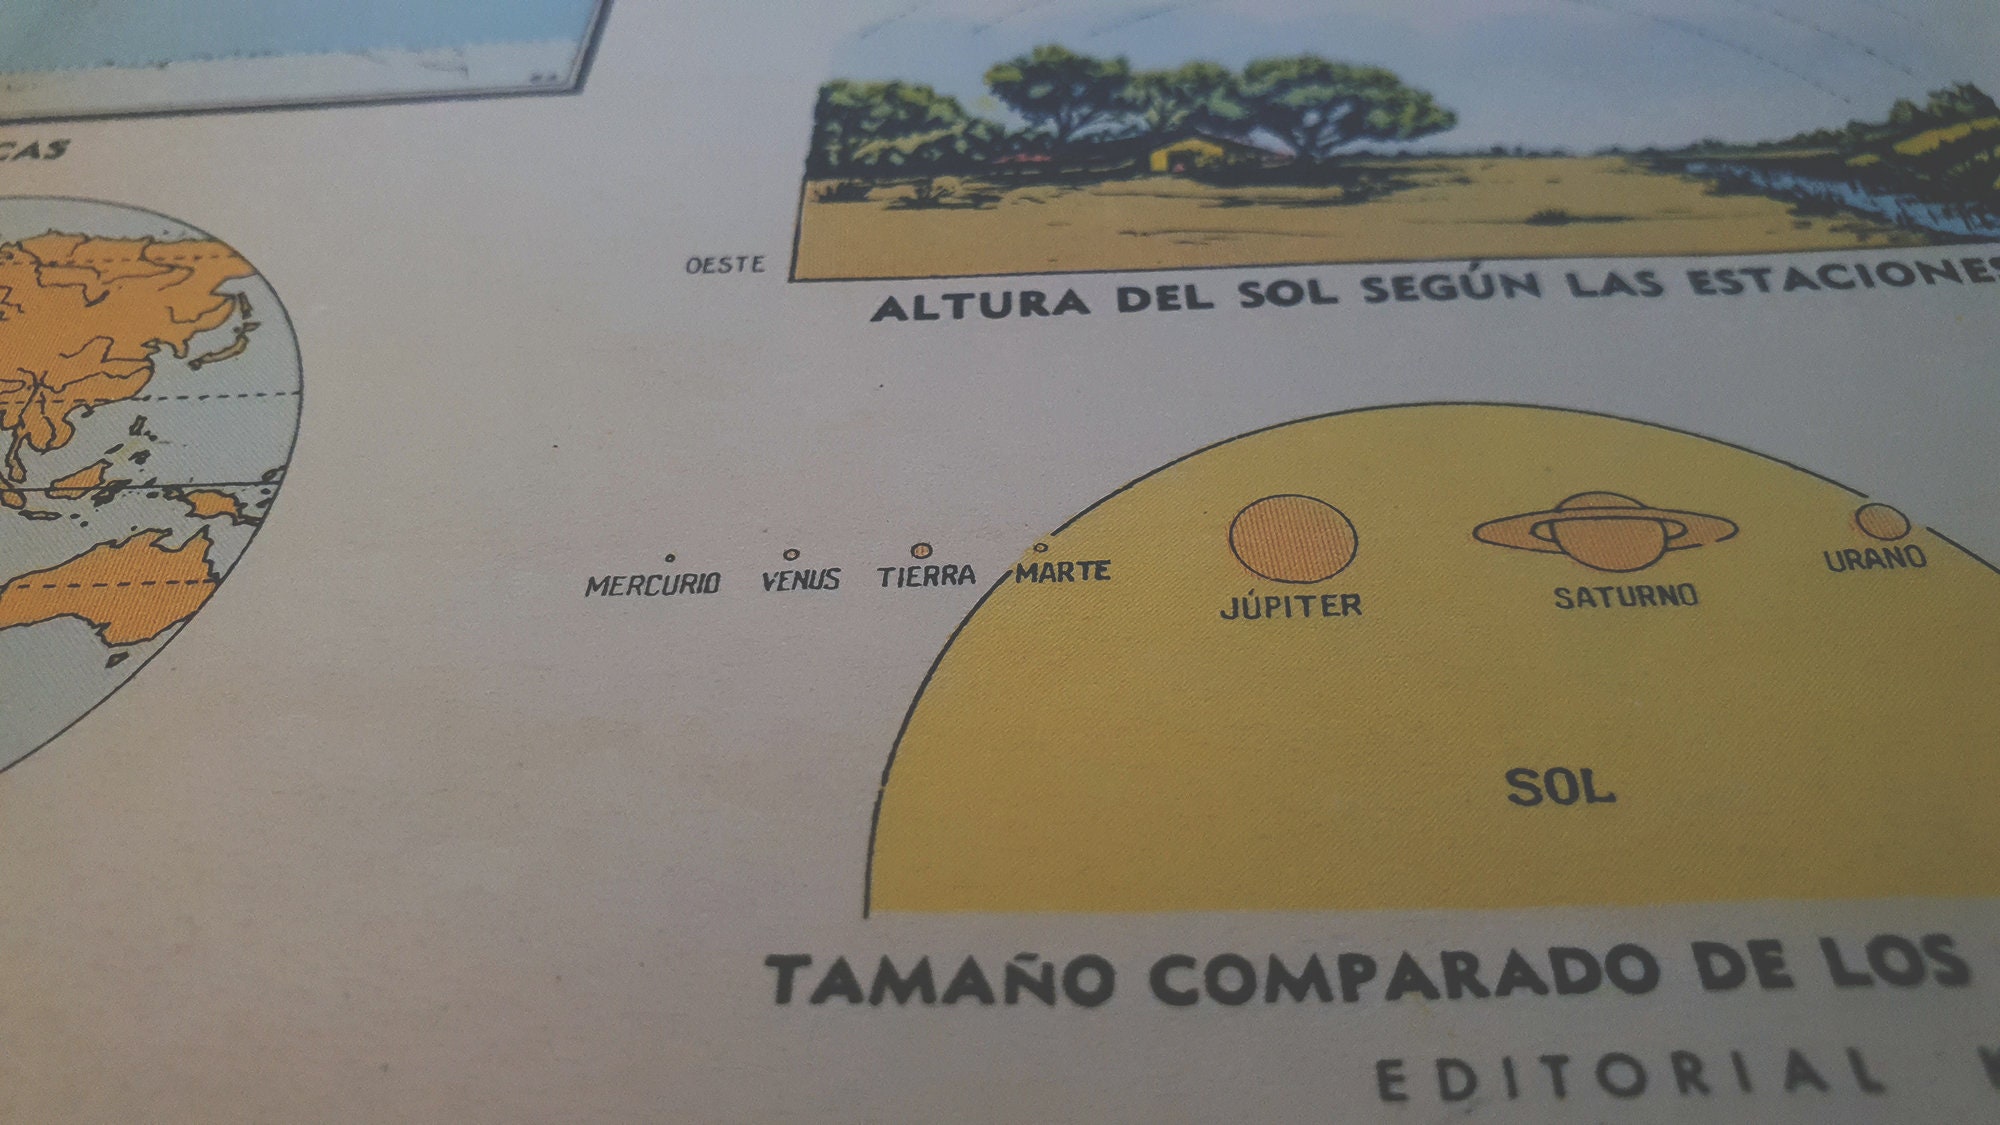 OESTE
ALTURA DEL SOL SEGÚN LAS ESTACIONES
MERCURIO VENUS TIERRA MARTE JÚPITER SATURNO URANO
SOL
TAMAÑO COMPARADO DE LOS
EDITORIAL